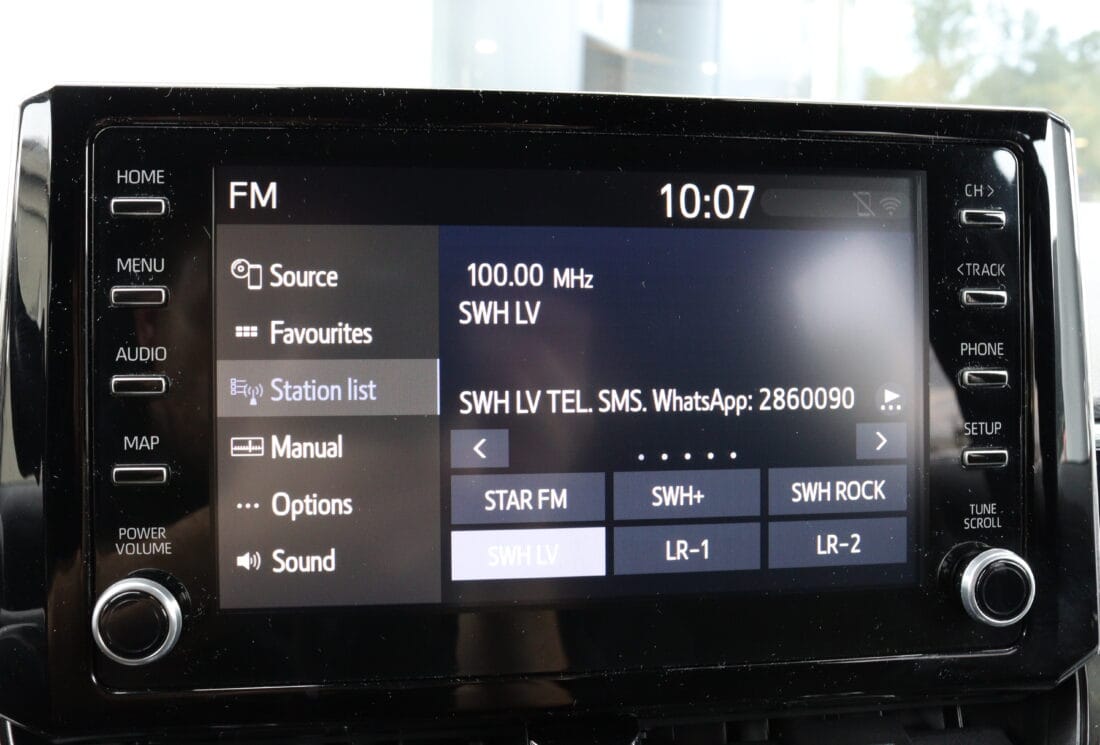 HOME
MENU
AUDIO
MAP
POWER
VOLUME
FM
10:07
Source
Favourites
Station list
Manual
Options
Sound
100.00 MHz
SWH LV
SWH LV TEL. SMS. WhatsApp: 2860090
<
>
STAR FM
SWH+
SWH ROCK
SWH LV
LR-1
LR-2
CH >
< TRACK
PHONE
SETUP
TUNE
SCROLL